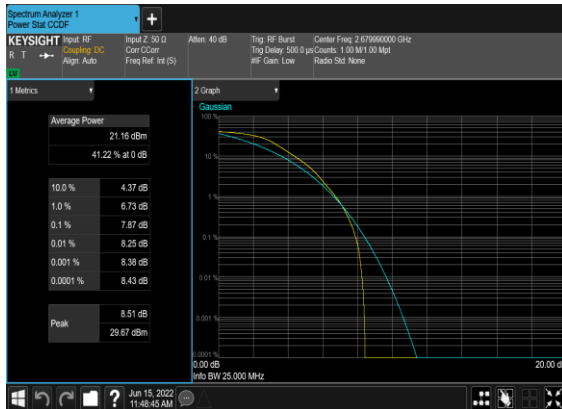 Spectrum Analyzer 1
Power Stat CCDF
KEYSIGHT
R T
Input: RF
Coupling: DC
Align: Auto
Input Z: 50 Ω
Corr CCorr
Freq Ref: Int (S)
Atten: 40 dB
Trig: RF Burst
Trig Delay: 500.0 µs
#IF Gain: Low
Center Freq: 2.679990000 GHz
Counts: 1.00 M/1.00 Mpt
Radio Std: None
1 Metrics
Average Power
21.16 dBm
41.22 % at 0 dB
10.0 % 4.37 dB
1.0 % 6.73 dB
0.1 % 7.87 dB
0.01 % 8.25 dB
0.001 % 8.38 dB
0.0001 % 8.43 dB
Peak
8.51 dB
29.67 dBm
2 Graph
Gaussian
100 %
10 %
1 %
0.1 %
0.01 %
0.001 %
0.0001 %
0.00 dB
20.00 d
Info BW 25.000 MHz
Jun 15, 2022
11:48:45 AM